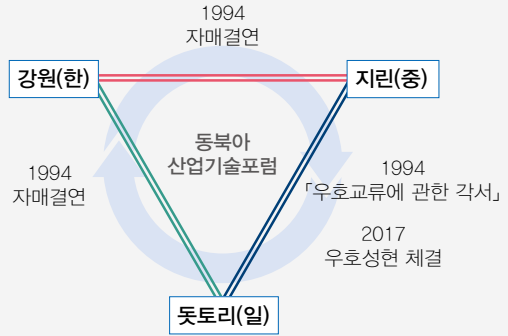 1994
자매결연
강원(한)
지린(중)
동북아
산업기술포럼
1994
자매결연
1994
「우호교류에 관한 각서」
2017
우호성현 체결
돗토리(일)